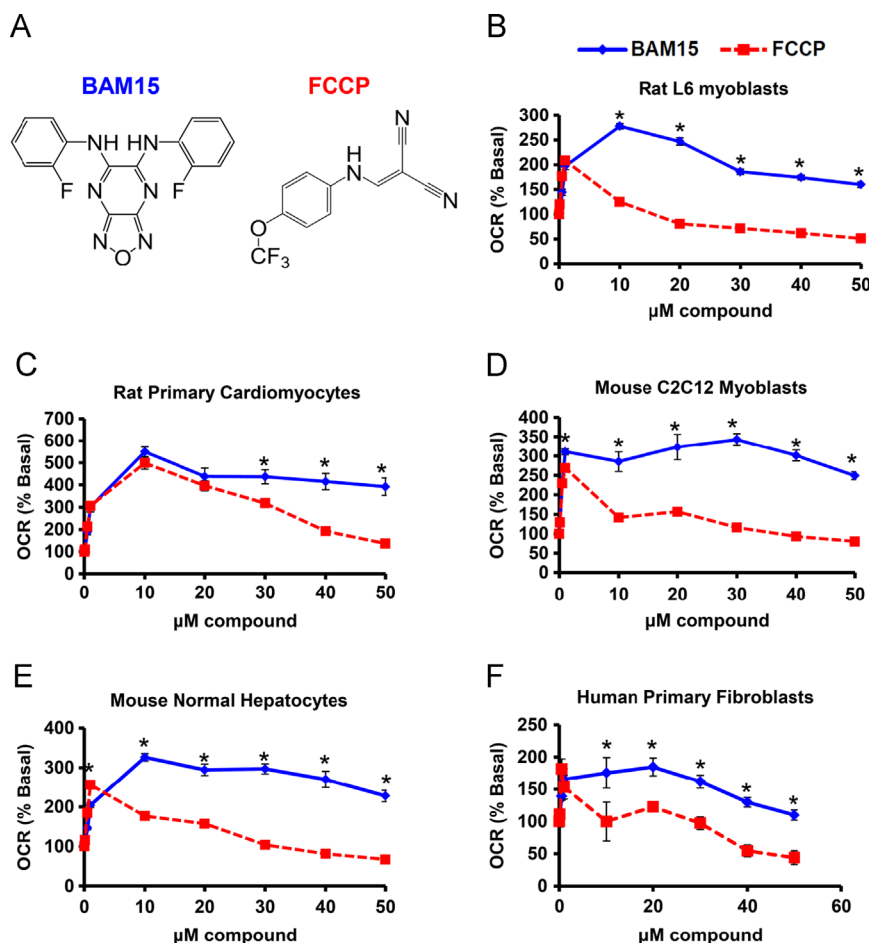 A
BAM15
FCCP
NH HN
F F
N N
N N
O
N
HN
N
O
CF3
B
BAM15 FCCP
Rat L6 myoblasts
OCR (% Basal)
300
250
200
150
100
50
0
* * * * *
0 10 20 30 40 50
µM compound
C
Rat Primary Cardiomyocytes
OCR (% Basal)
700
600
500
400
300
200
100
0
* * *
0 10 20 30 40 50
µM compound
D
Mouse C2C12 Myoblasts
OCR (% Basal)
400
350
300
250
200
150
100
50
0
* * * * * *
0 10 20 30 40 50
µM compound
E
Mouse Normal Hepatocytes
OCR (% Basal)
400
300
200
100
0
* * * * * *
0 10 20 30 40 50
µM compound
F
Human Primary Fibroblasts
OCR (% Basal)
250
200
150
100
50
0
* * * * *
0 20 40 60
µM compound